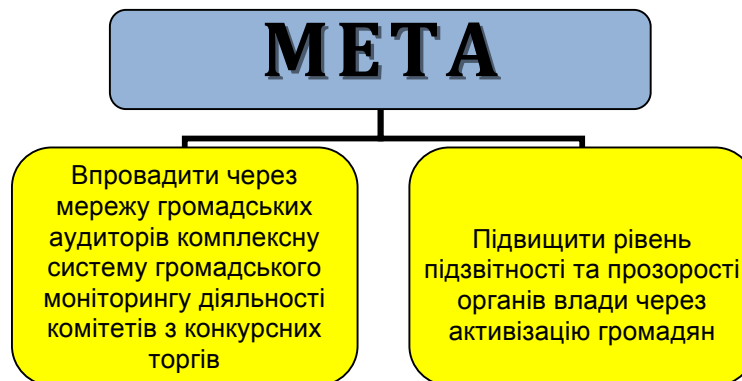 МЕТА
Впровадити через
мережу громадських
аудиторів комплексну
систему громадського
моніторингу діяльності
комітетів з конкурсних
торгів
Підвищити рівень
підзвітності та прозорості
органів влади через
активізацію громадян